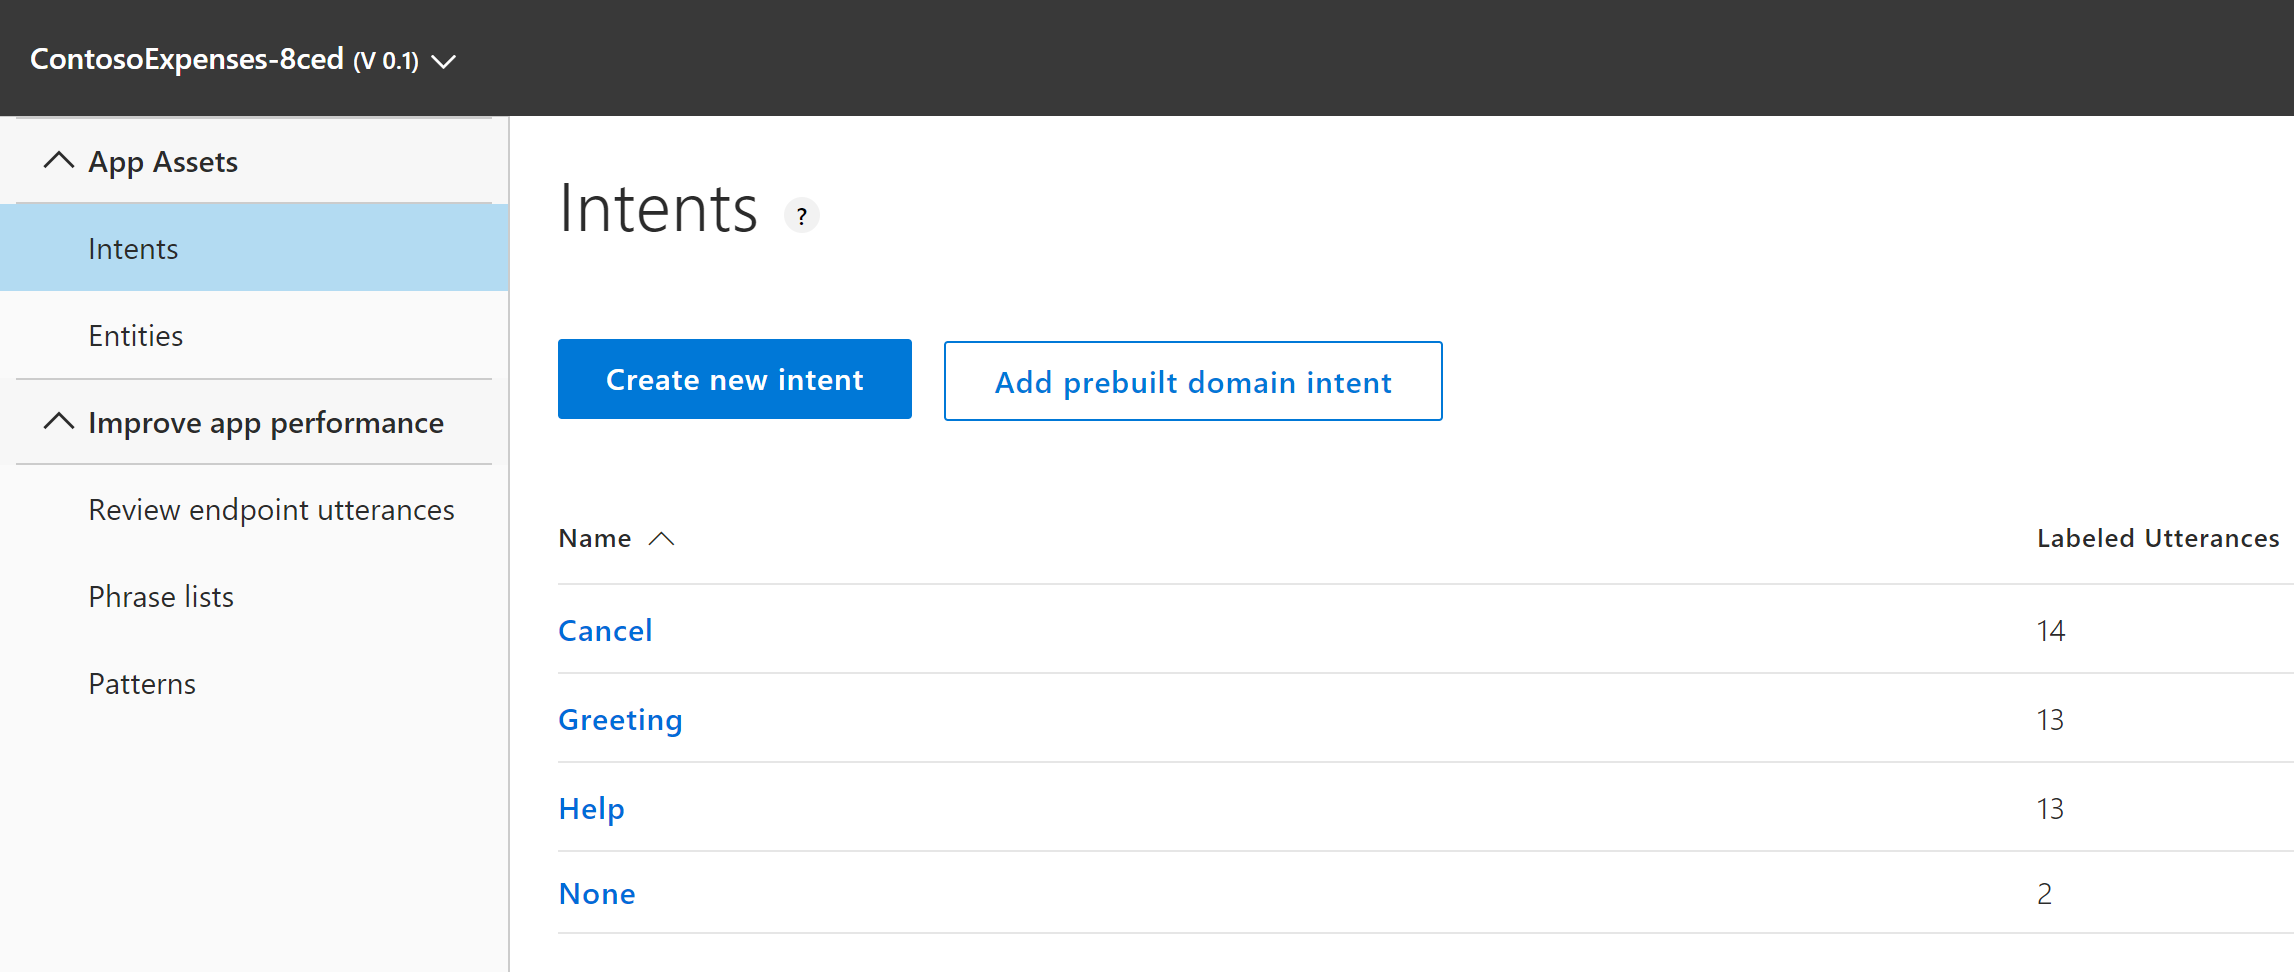 ContosoExpenses-8ced (V 0.1)
App Assets
Intents
Entities
Improve app performance
Review endpoint utterances
Phrase lists
Patterns
Intents ?
Create new intent Add prebuilt domain intent
Name Labeled Utterances
Cancel 14
Greeting 13
Help 13
None 2